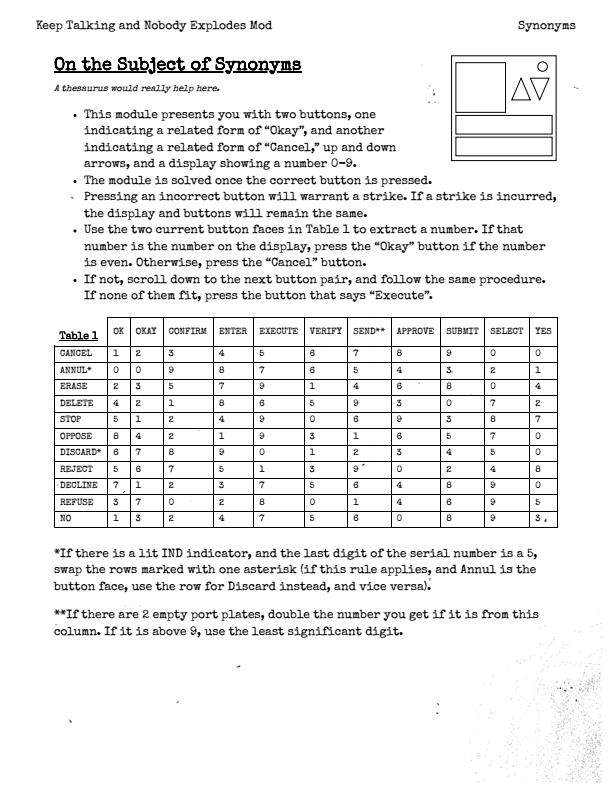 Keep Talking and Nobody Explodes Mod Synonyms
On the Subject of Synonyms
A thesaurus would really help here.
• This module presents you with two buttons, one
indicating a related form of “Okay”, and another
indicating a related form of “Cancel,” up and down
arrows, and a display showing a number 0-9.
• The module is solved once the correct button is pressed.
• Pressing an incorrect button will warrant a strike. If a strike is incurred,
the display and buttons will remain the same.
• Use the two current button faces in Table 1 to extract a number. If that
number is the number on the display, press the “Okay” button if the number
is even. Otherwise, press the “Cancel” button.
• If not, scroll down to the next button pair, and follow the same procedure.
If none of them fit, press the button that says “Execute”.
Table 1 OK OKAY CONFIRM ENTER EXECUTE VERIFY SEND** APPROVE SUBMIT SELECT YES
CANCEL 1 2 3 4 5 6 7 8 9 0 0
ANNUL* 0 0 9 8 7 6 5 4 3 2 1
ERASE 2 3 5 7 9 1 4 6 8 0 4
DELETE 4 2 1 8 6 5 9 3 0 7 2
STOP 5 1 2 4 9 0 6 9 3 8 7
OPPOSE 8 4 2 1 9 3 1 6 5 7 0
DISCARD* 6 7 8 9 0 1 2 3 4 5 0
REJECT 5 6 7 5 1 3 9 0 2 4 8
DECLINE 7 1 2 3 7 5 6 4 8 9 0
REFUSE 3 7 0 2 8 0 1 4 6 9 5
NO 1 3 2 4 7 5 6 0 8 9 3
*If there is a lit IND indicator, and the last digit of the serial number is a 5,
swap the rows marked with one asterisk (if this rule applies, and Annul is the
button face, use the row for Discard instead, and vice versa).
**If there are 2 empty port plates, double the number you get if it is from this
column. If it is above 9, use the least significant digit.